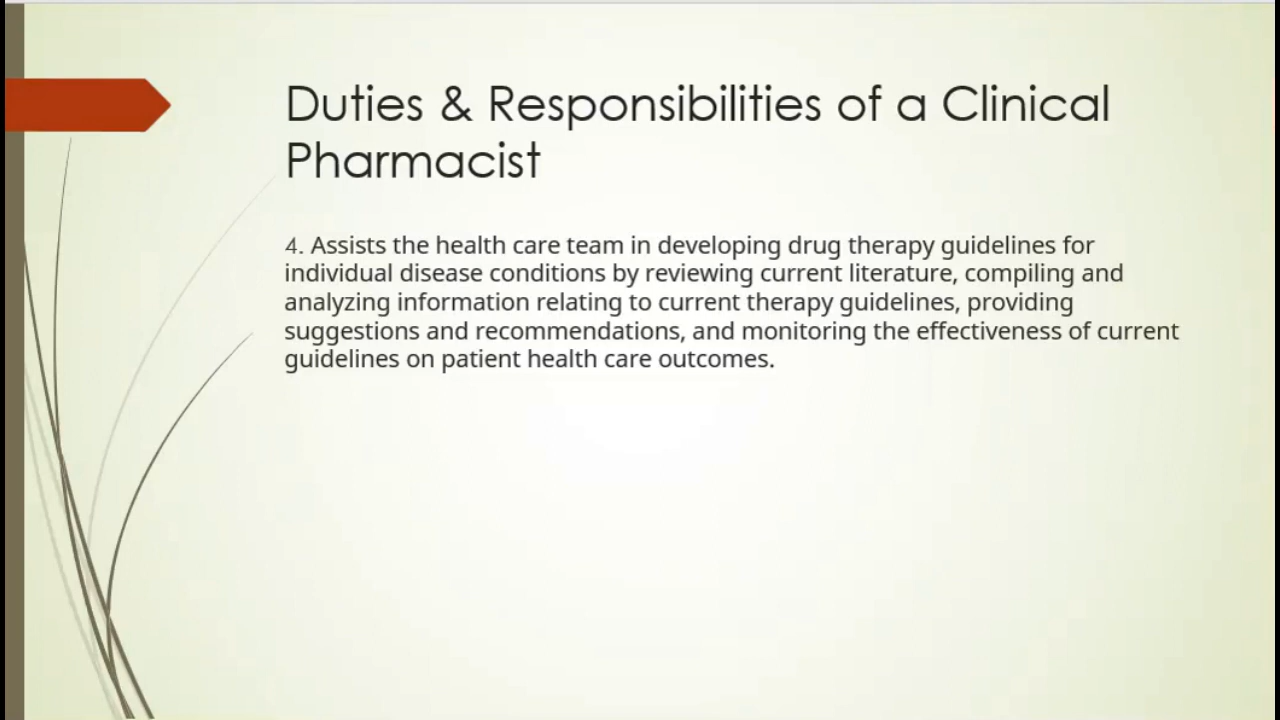 Duties & Responsibilities of a Clinical
Pharmacist
4. Assists the health care team in developing drug therapy guidelines for
individual disease conditions by reviewing current literature, compiling and
analyzing information relating to current therapy guidelines, providing
suggestions and recommendations, and monitoring the effectiveness of current
guidelines on patient health care outcomes.